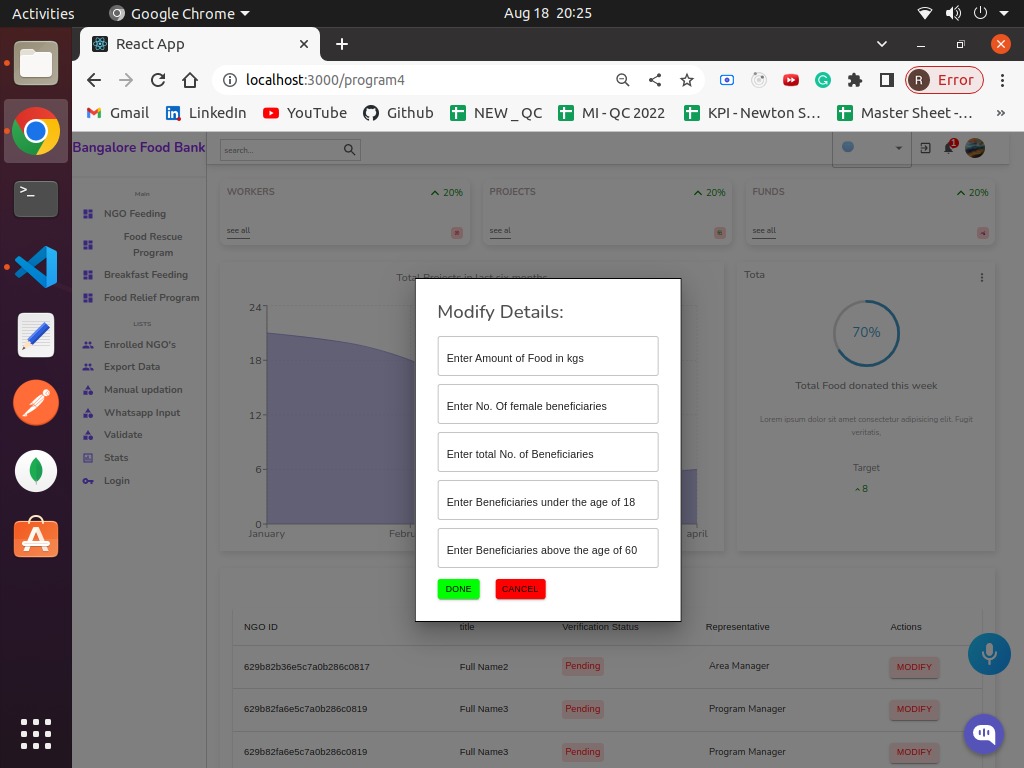 Activities
Google Chrome
Aug 18 20:25
React App
localhost:3000/program4
R Error
Gmail
LinkedIn
YouTube
Github
NEW _ QC
MI - QC 2022
KPI - Newton S...
Master Sheet -...
»
Bangalore Food Bank
search...
1
Main
NGO Feeding
Food Rescue
Program
Breakfast Feeding
Food Relief Program
LISTS
Enrolled NGO's
Export Data
Manual updation
Whatsapp Input
Validate
Stats
Login
WORKERS
20%
see all
PROJECTS
20%
see al
FUNDS
20%
see all
Total Projects in last six months
24
18
12
6
0
January
Febru
april
Tota
70%
Total Food donated this week
Lorem ipsum dolor sit amet consectetur adipisicing elit. Fugit
veritatis,
Target
8
Modify Details:
Enter Amount of Food in kgs
Enter No. Of female beneficiaries
Enter total No. of Beneficiaries
Enter Beneficiaries under the age of 18
Enter Beneficiaries above the age of 60
DONE
CANCEL
NGO ID title Verification Status Representative Actions
629b82b36e5c7a0b286c0817 Full Name2 Pending Area Manager MODIFY
629b82fa6e5c7a0b286c0819 Full Name3 Pending Program Manager MODIFY
629b82fa6e5c7a0b286c0819 Full Name3 Pending Program Manager MODIFY